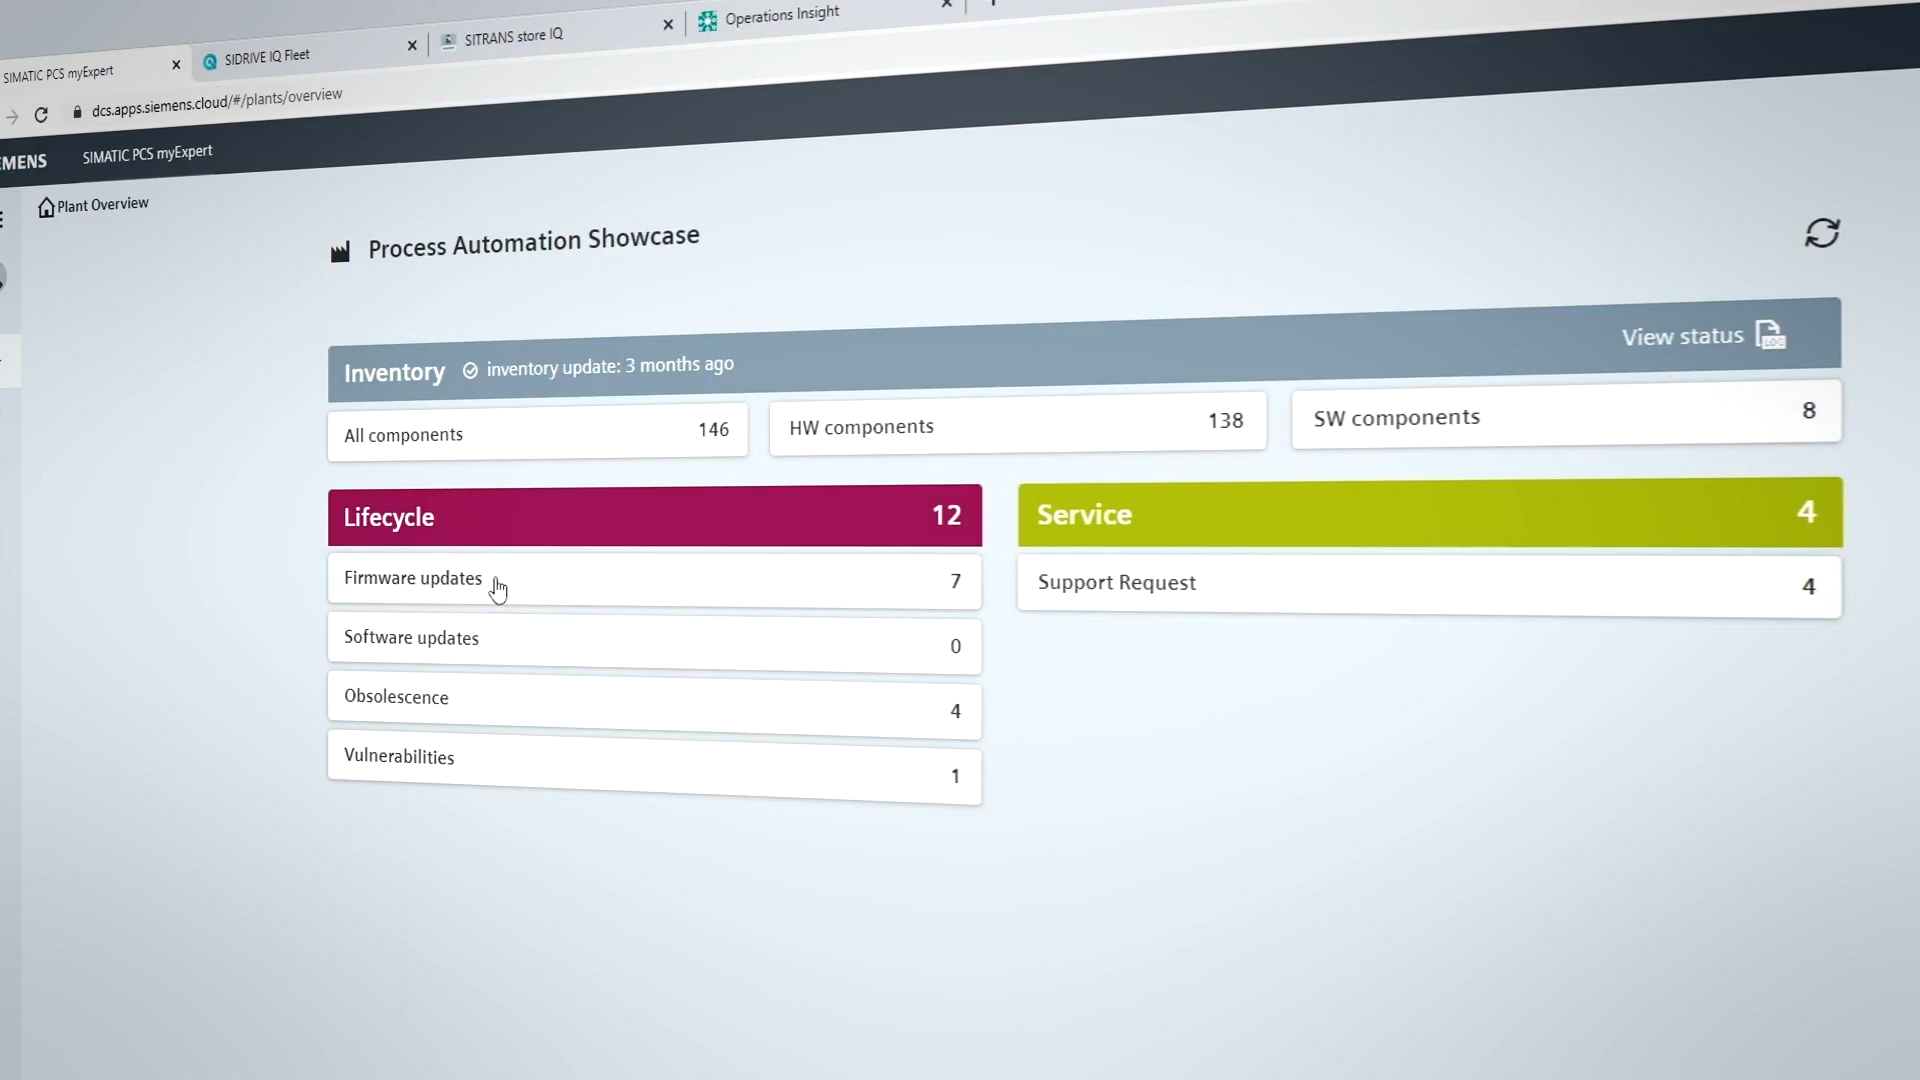 SIMATIC PCS myExpert
SIDRIVE IQ Fleet
SITRANS store IQ
Operations Insight
dcs.apps.siemens.cloud/#/plants/overview
EMENS
SIMATIC PCS myExpert
Plant Overview
Process Automation Showcase
Inventory
inventory update: 3 months ago
View status
LOG
All components 146
HW components 138
SW components 8
Lifecycle 12
Firmware updates 7
Software updates 0
Obsolescence 4
Vulnerabilities 1
Service 4
Support Request 4